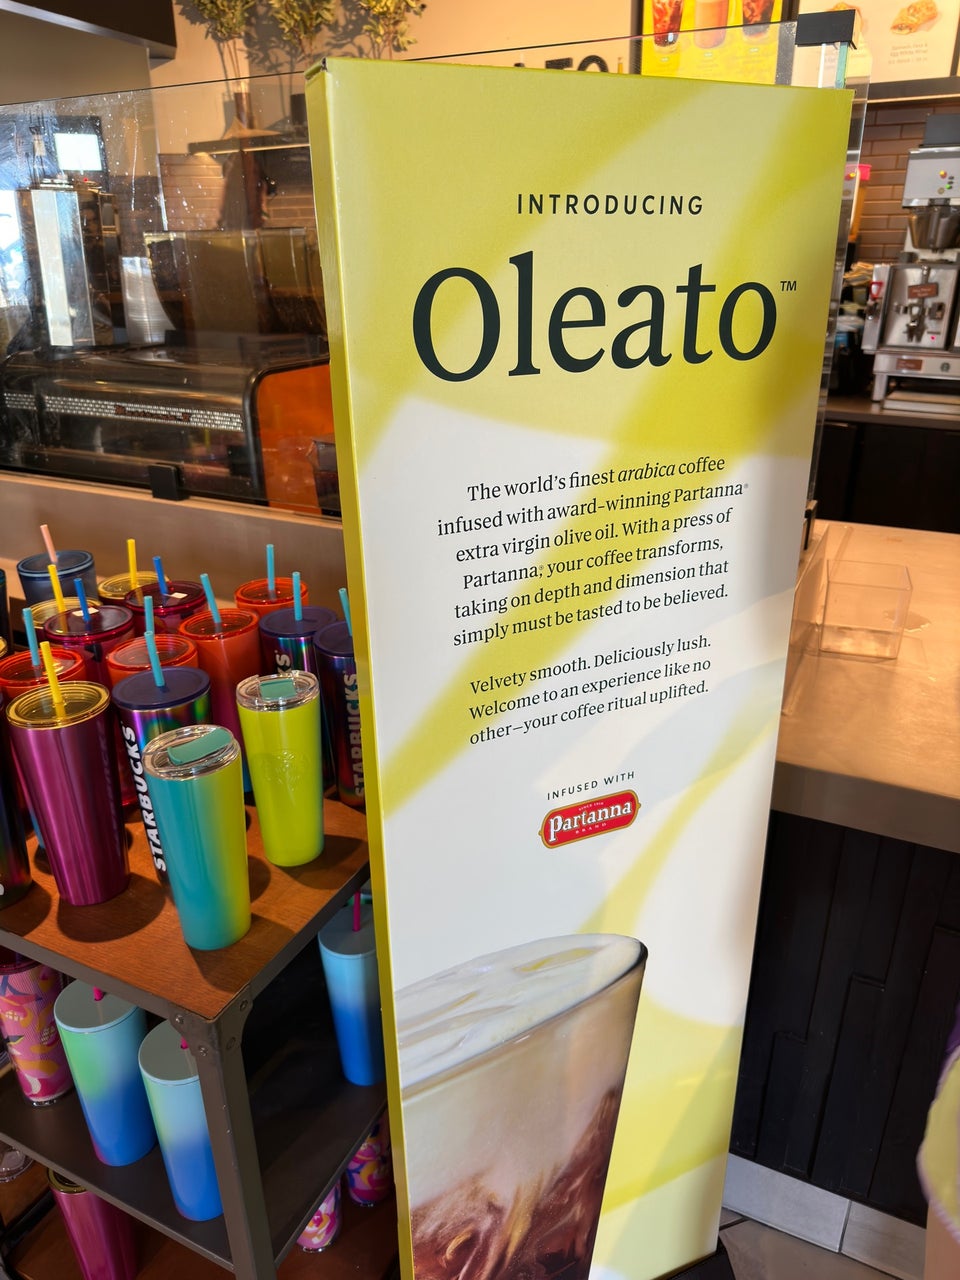 INTRODUCING
Oleato™
The world's finest arabica coffee
infused with award-winning Partanna®
extra virgin olive oil. With a press of
Partanna®, your coffee transforms,
taking on depth and dimension that
simply must be tasted to be believed.
Velvety smooth. Deliciously lush.
Welcome to an experience like no
other—your coffee ritual uplifted.
INFUSED WITH
Partanna
BRAND
STARBUCKS
STARBUCKS